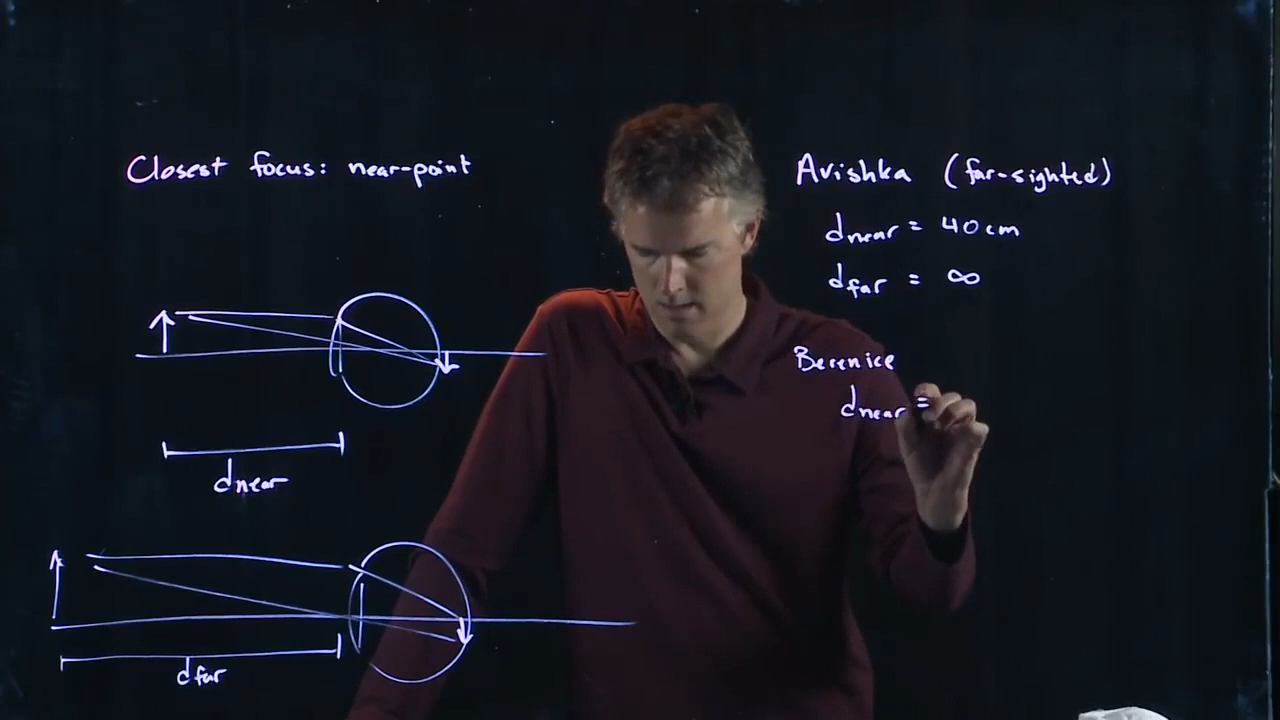 Closest focus: near-point
dnear
dfar
Avishka (far-sighted)
dnear = 40 cm
dfar = ∞
Berenice
dnear =